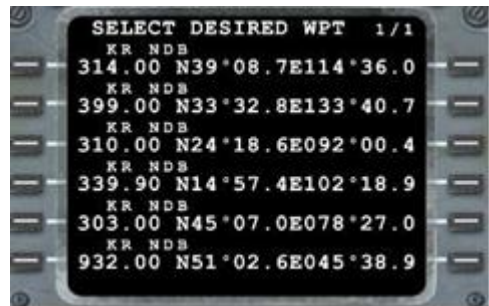 SELECT DESIRED WPT 1/1
KR NDB
314.00 N39°08.7E114°36.0
KR NDB
399.00 N33°32.8E133°40.7
KR NDB
310.00 N24°18.6E092°00.4
KR NDB
339.90 N14°57.4E102°18.9
KR NDB
303.00 N45°07.0E078°27.0
KR NDB
932.00 N51°02.6E045°38.9